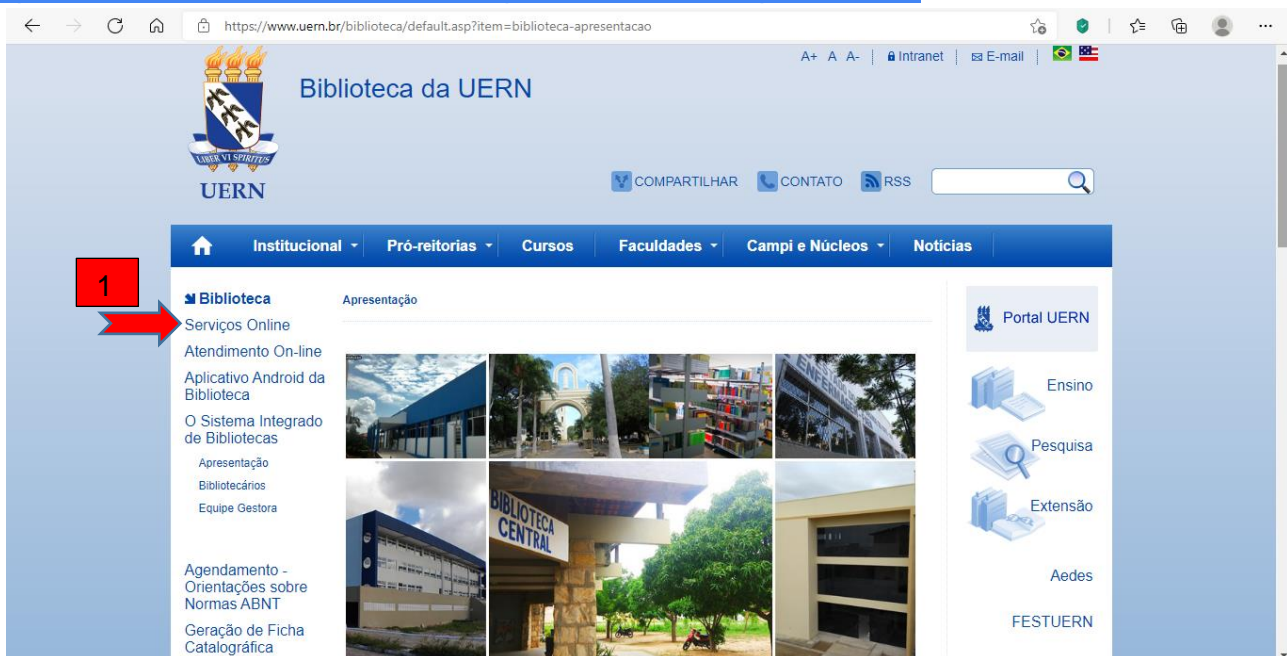 https://www.uern.br/biblioteca/default.asp?item=biblioteca-apresentacao
A+ A A- | Intranet | E-mail |
Biblioteca da UERN
LIBER VI SPIRITUS
UERN
COMPARTILHAR CONTATO RSS
Institucional Pró-reitorias Cursos Faculdades Campi e Núcleos Notícias
1
Biblioteca
Serviços Online
Atendimento On-line
Aplicativo Android da
Biblioteca
O Sistema Integrado
de Bibliotecas
Apresentação
Bibliotecários
Equipe Gestora
Agendamento -
Orientações sobre
Normas ABNT
Geração de Ficha
Catalográfica
Apresentação
BIBLIOTECA
CENTRAL
Portal UERN
Ensino
Pesquisa
Extensão
Aedes
FESTUERN